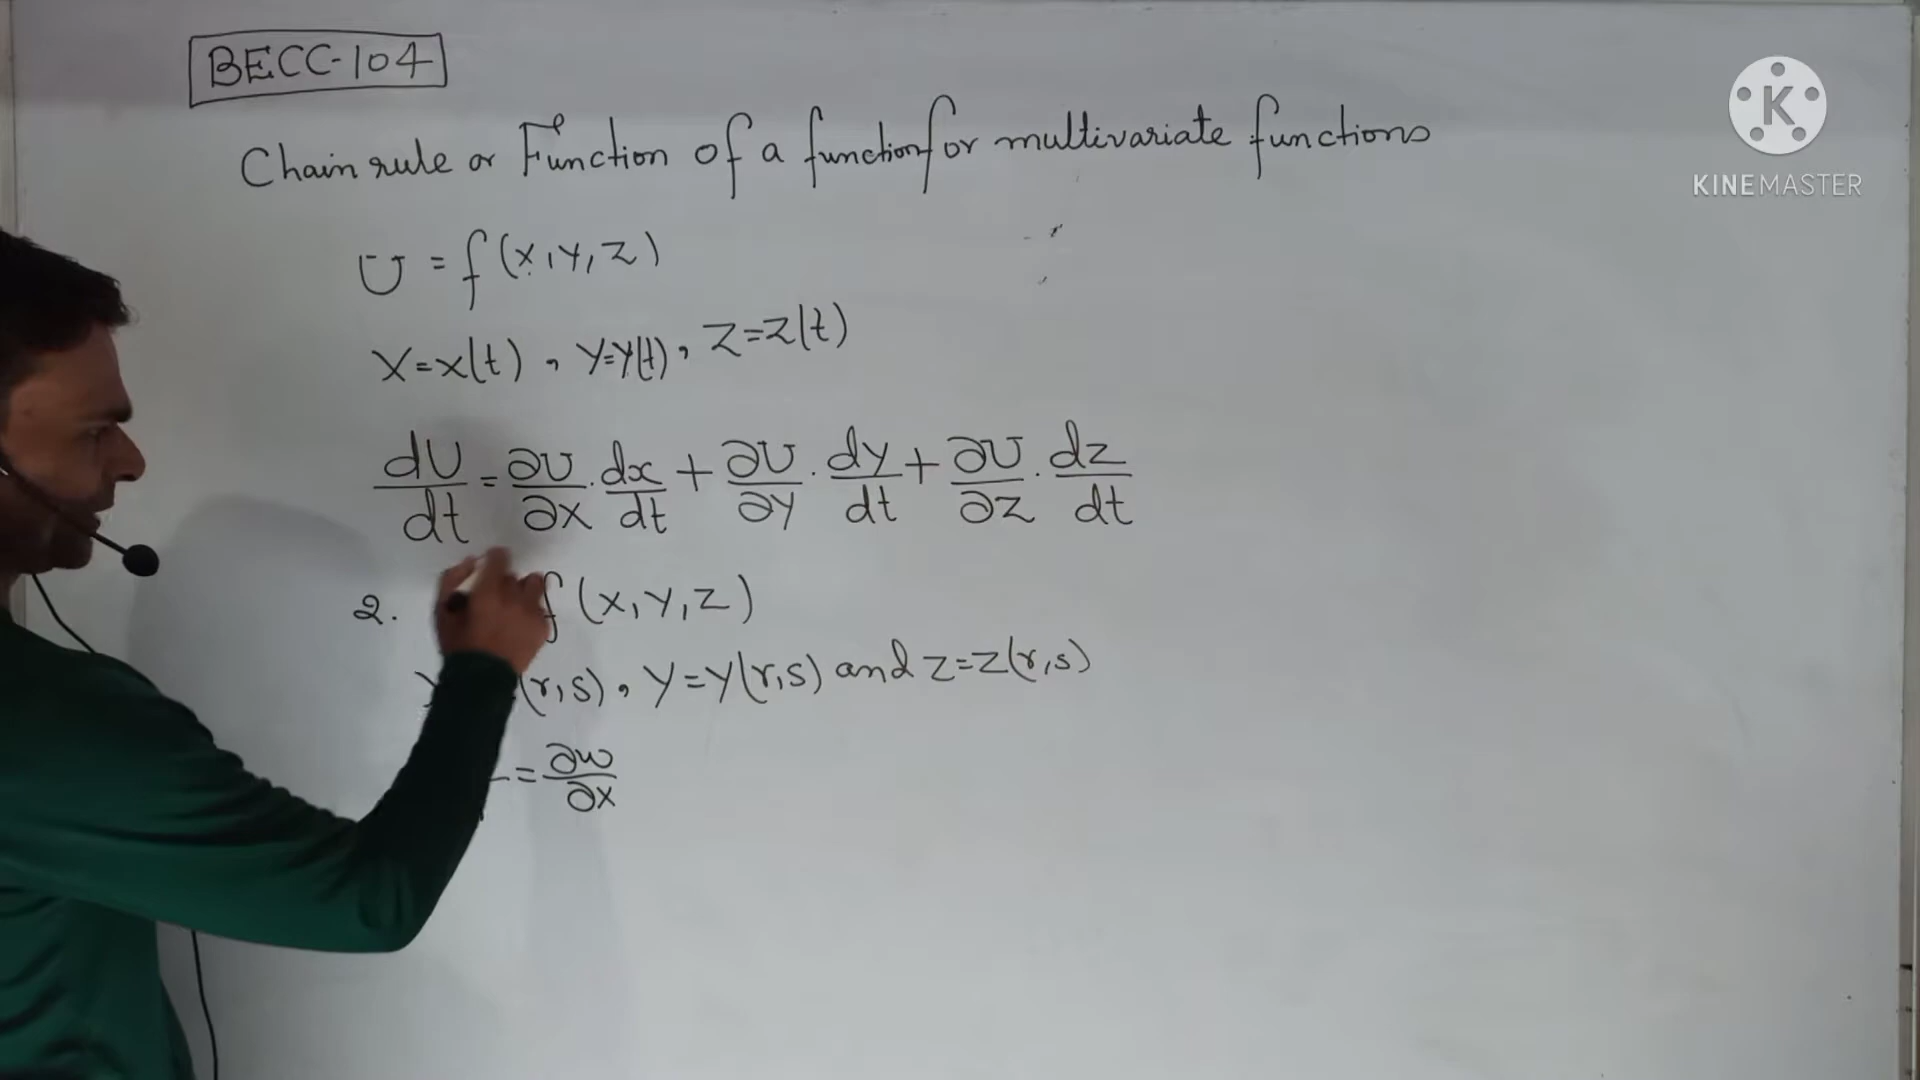 BECC-104
KINEMASTER
Chain rule or Function of a function for multivariate functions
U = f(x,y,z)
x=x(t), y=y(t), z=z(t)
dU/dt = ∂U/∂x · dx/dt + ∂U/∂y · dy/dt + ∂U/∂z · dz/dt
2. f(x,y,z)
(r,s), y=y(r,s) and z=z(r,s)
= ∂w/∂x